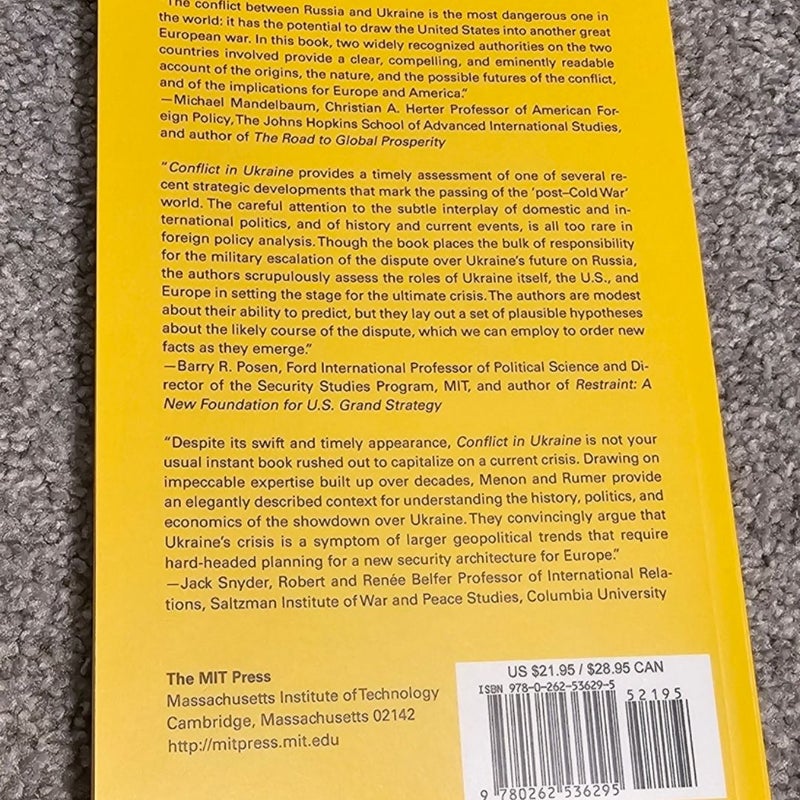 "The conflict between Russia and Ukraine is the most dangerous one in
the world: it has the potential to draw the United States into another great
European war. In this book, two widely recognized authorities on the two
countries involved provide a clear, compelling, and eminently readable
account of the origins, the nature, and the possible futures of the conflict,
and of the implications for Europe and America."
—Michael Mandelbaum, Christian A. Herter Professor of American For-
eign Policy, The Johns Hopkins School of Advanced International Studies,
and author of The Road to Global Prosperity
"Conflict in Ukraine provides a timely assessment of one of several re-
cent strategic developments that mark the passing of the 'post–Cold War'
world. The careful attention to the subtle interplay of domestic and in-
ternational politics, and of history and current events, is all too rare in
foreign policy analysis. Though the book places the bulk of responsibility
for the military escalation of the dispute over Ukraine's future on Russia,
the authors scrupulously assess the roles of Ukraine itself, the U.S., and
Europe in setting the stage for the ultimate crisis. The authors are modest
about their ability to predict, but they lay out a set of plausible hypotheses
about the likely course of the dispute, which we can employ to order new
facts as they emerge."
—Barry R. Posen, Ford International Professor of Political Science and Di-
rector of the Security Studies Program, MIT, and author of Restraint: A
New Foundation for U.S. Grand Strategy
"Despite its swift and timely appearance, Conflict in Ukraine is not your
usual instant book rushed out to capitalize on a current crisis. Drawing on
impeccable expertise built up over decades, Menon and Rumer provide
an elegantly described context for understanding the history, politics, and
economics of the showdown over Ukraine. They convincingly argue that
Ukraine's crisis is a symptom of larger geopolitical trends that require
hard-headed planning for a new security architecture for Europe."
—Jack Snyder, Robert and Renée Belfer Professor of International Rela-
tions, Saltzman Institute of War and Peace Studies, Columbia University
The MIT Press
Massachusetts Institute of Technology
Cambridge, Massachusetts 02142
http://mitpress.mit.edu
US $21.95 / $28.95 CAN
ISBN 978-0-262-53629-5
52195
9 780262 536295